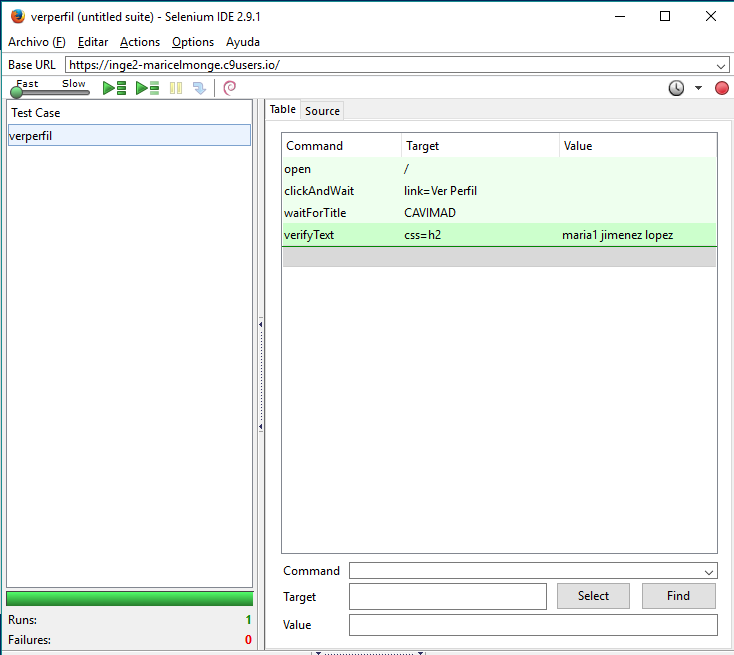 verperfil (untitled suite) - Selenium IDE 2.9.1
Archivo (F) Editar Actions Options Ayuda
Base URL https://inge2-maricelmonge.c9users.io/
Fast Slow
Test Case
verperfil
Table Source
Command Target Value
open /
clickAndWait link=Ver Perfil
waitForTitle CAVIMAD
verifyText css=h2 maria1 jimenez lopez
Command
Target Select Find
Value
Runs: 1
Failures: 0